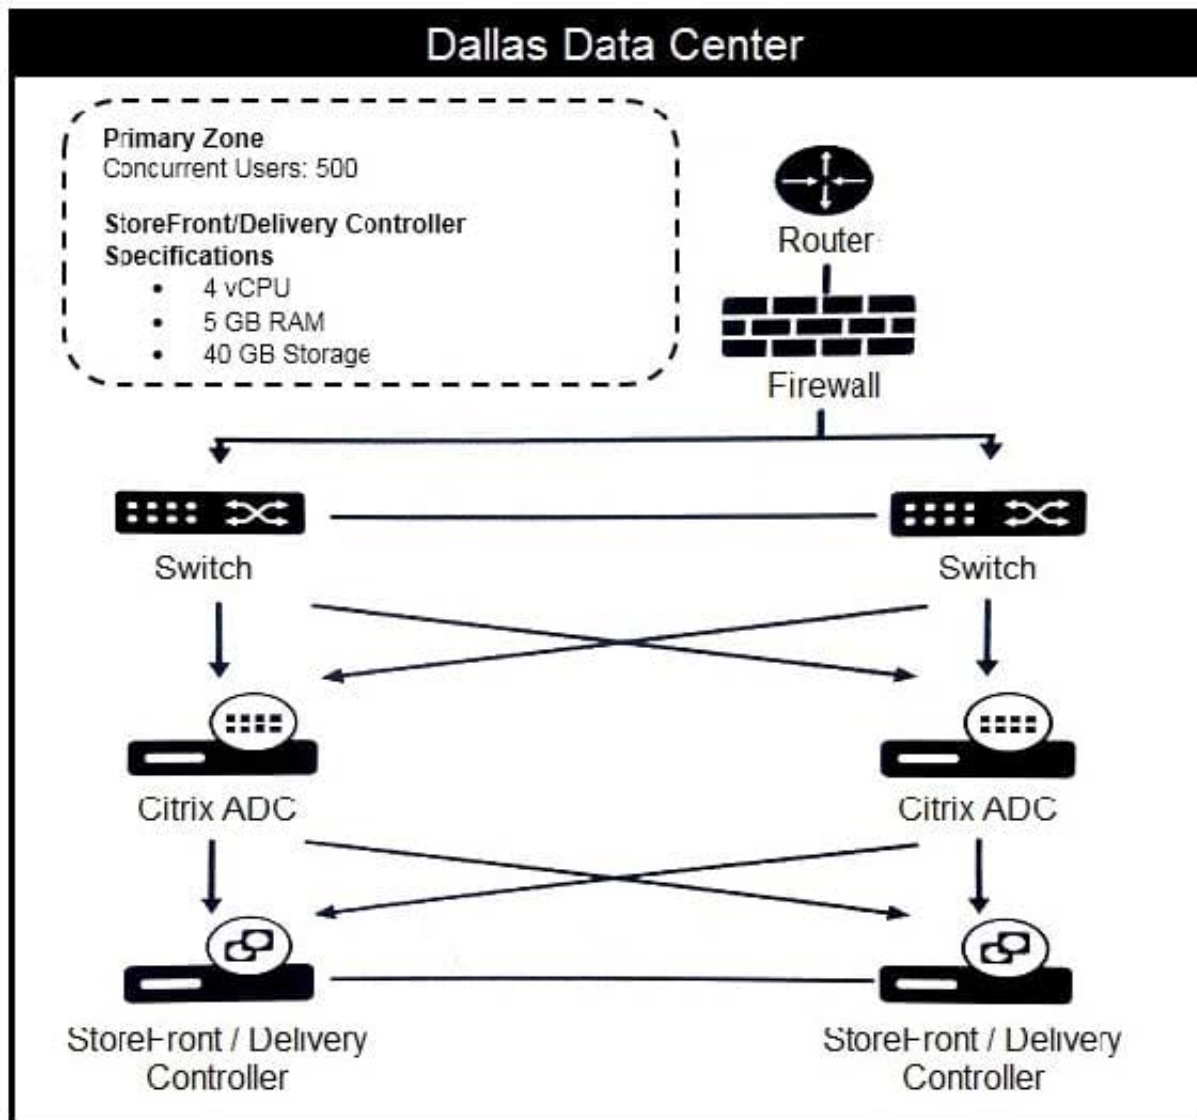 Dallas Data Center
Primary Zone
Concurrent Users: 500
StoreFront/Delivery Controller
Specifications
• 4 vCPU
• 5 GB RAM
• 40 GB Storage
Router
Firewall
Switch
Switch
Citrix ADC
Citrix ADC
StoreFront / Delivery
Controller
StoreFront / Delivery
Controller